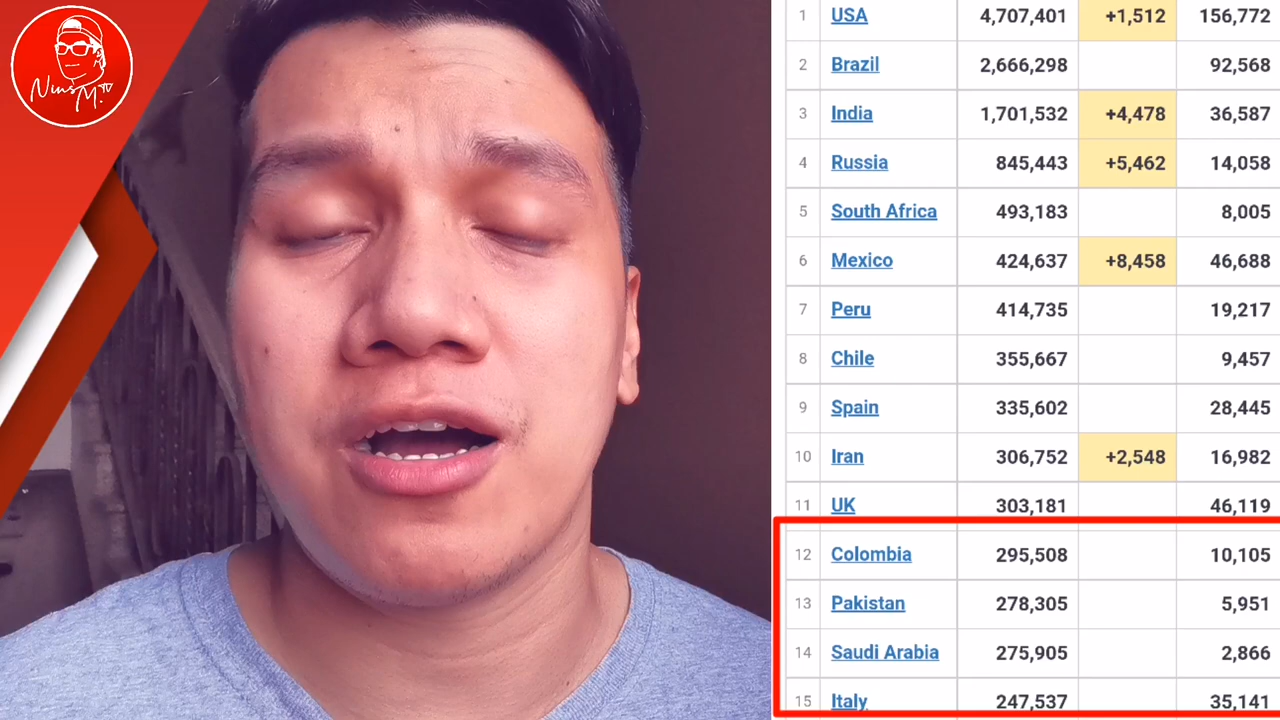 Nins
M.TV
1 USA 4,707,401 +1,512 156,772
2 Brazil 2,666,298 92,568
3 India 1,701,532 +4,478 36,587
4 Russia 845,443 +5,462 14,058
5 South Africa 493,183 8,005
6 Mexico 424,637 +8,458 46,688
7 Peru 414,735 19,217
8 Chile 355,667 9,457
9 Spain 335,602 28,445
10 Iran 306,752 +2,548 16,982
11 UK 303,181 46,119
12 Colombia 295,508 10,105
13 Pakistan 278,305 5,951
14 Saudi Arabia 275,905 2,866
15 Italy 247,537 35,141